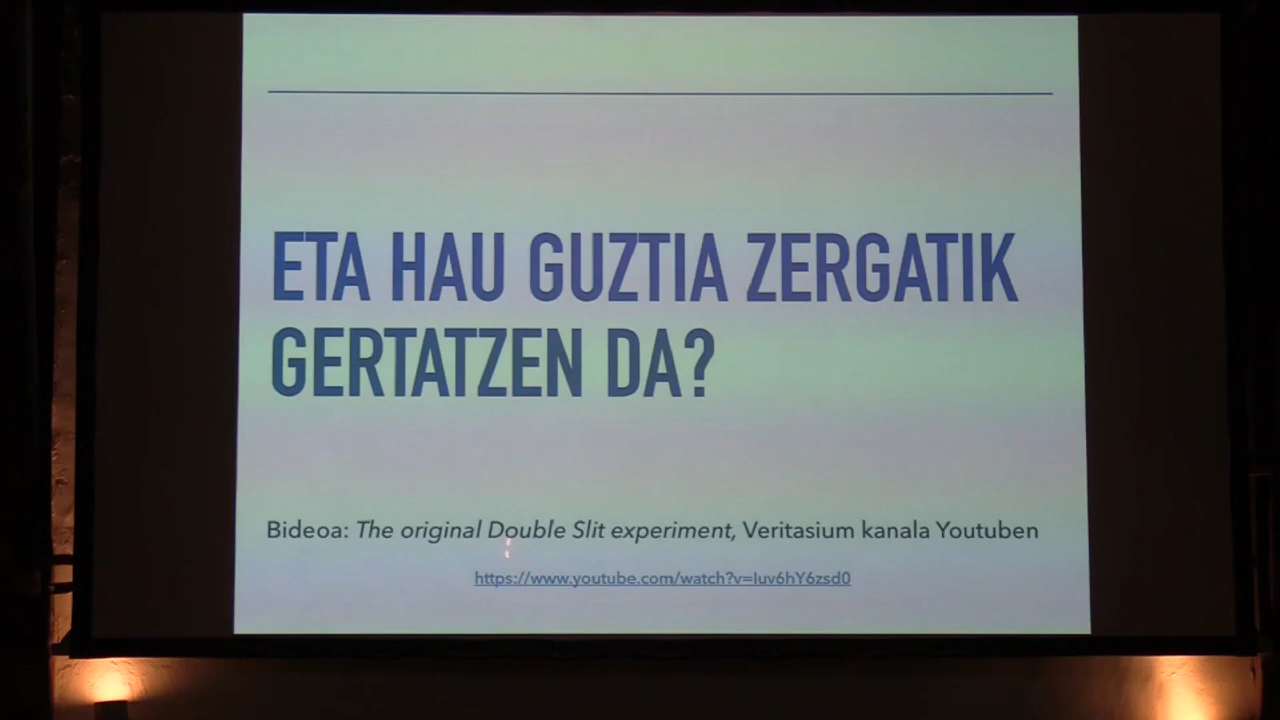 ETA HAU GUZTIA ZERGATIK
GERTATZEN DA?
Bideoa: The original Double Slit experiment, Veritasium kanala Youtuben
https://www.youtube.com/watch?v=Iuv6hY6zsd0